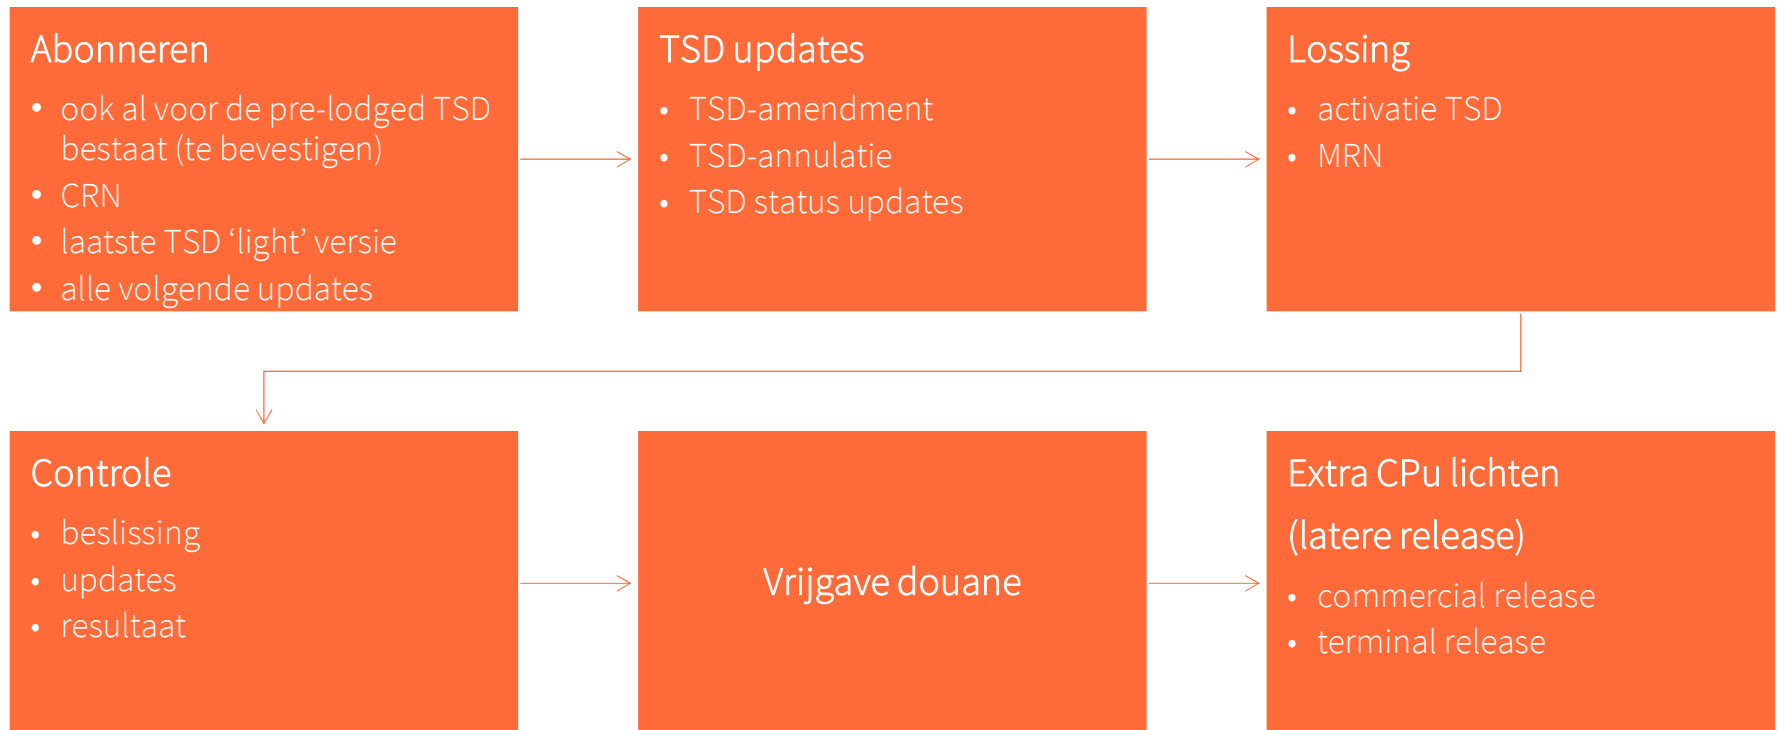 Abonneren
• ook al voor de pre-lodged TSD
bestaat (te bevestigen)
• CRN
• laatste TSD ‘light’ versie
• alle volgende updates
TSD updates
• TSD-amendment
• TSD-annulatie
• TSD status updates
Lossing
• activatie TSD
• MRN
Controle
• beslissing
• updates
• resultaat
Vrijgave douane
Extra CPu lichten
(latere release)
• commercial release
• terminal release